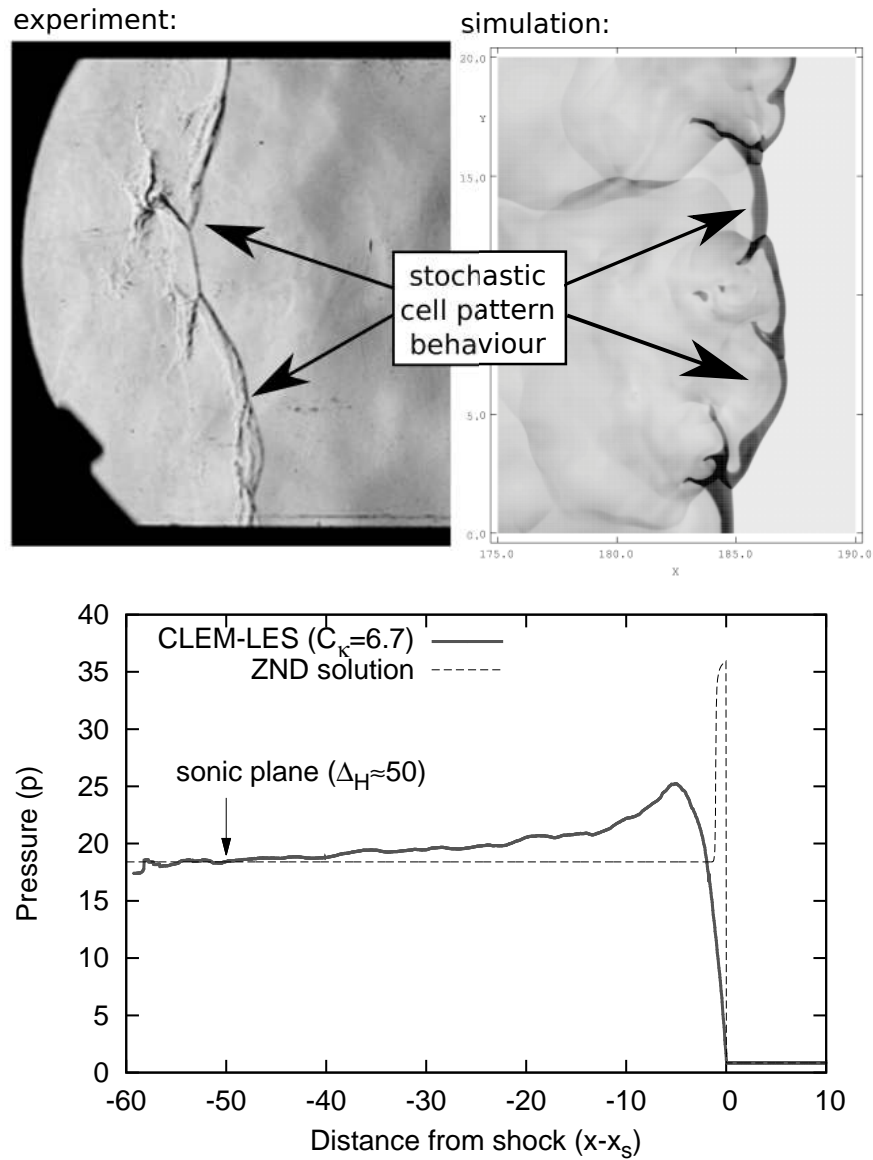 experiment:
simulation:
20.0
Y
15.0
5.0
0.0
175.0
180.0
185.0
190.0
X
stochastic
cell pattern
behaviour
40
35
30
25
20
15
10
5
0
CLEM-LES (Cκ=6.7)
ZND solution
sonic plane (ΔH≈50)
Pressure (p)
-60
-50
-40
-30
-20
-10
0
10
Distance from shock (x-xs)